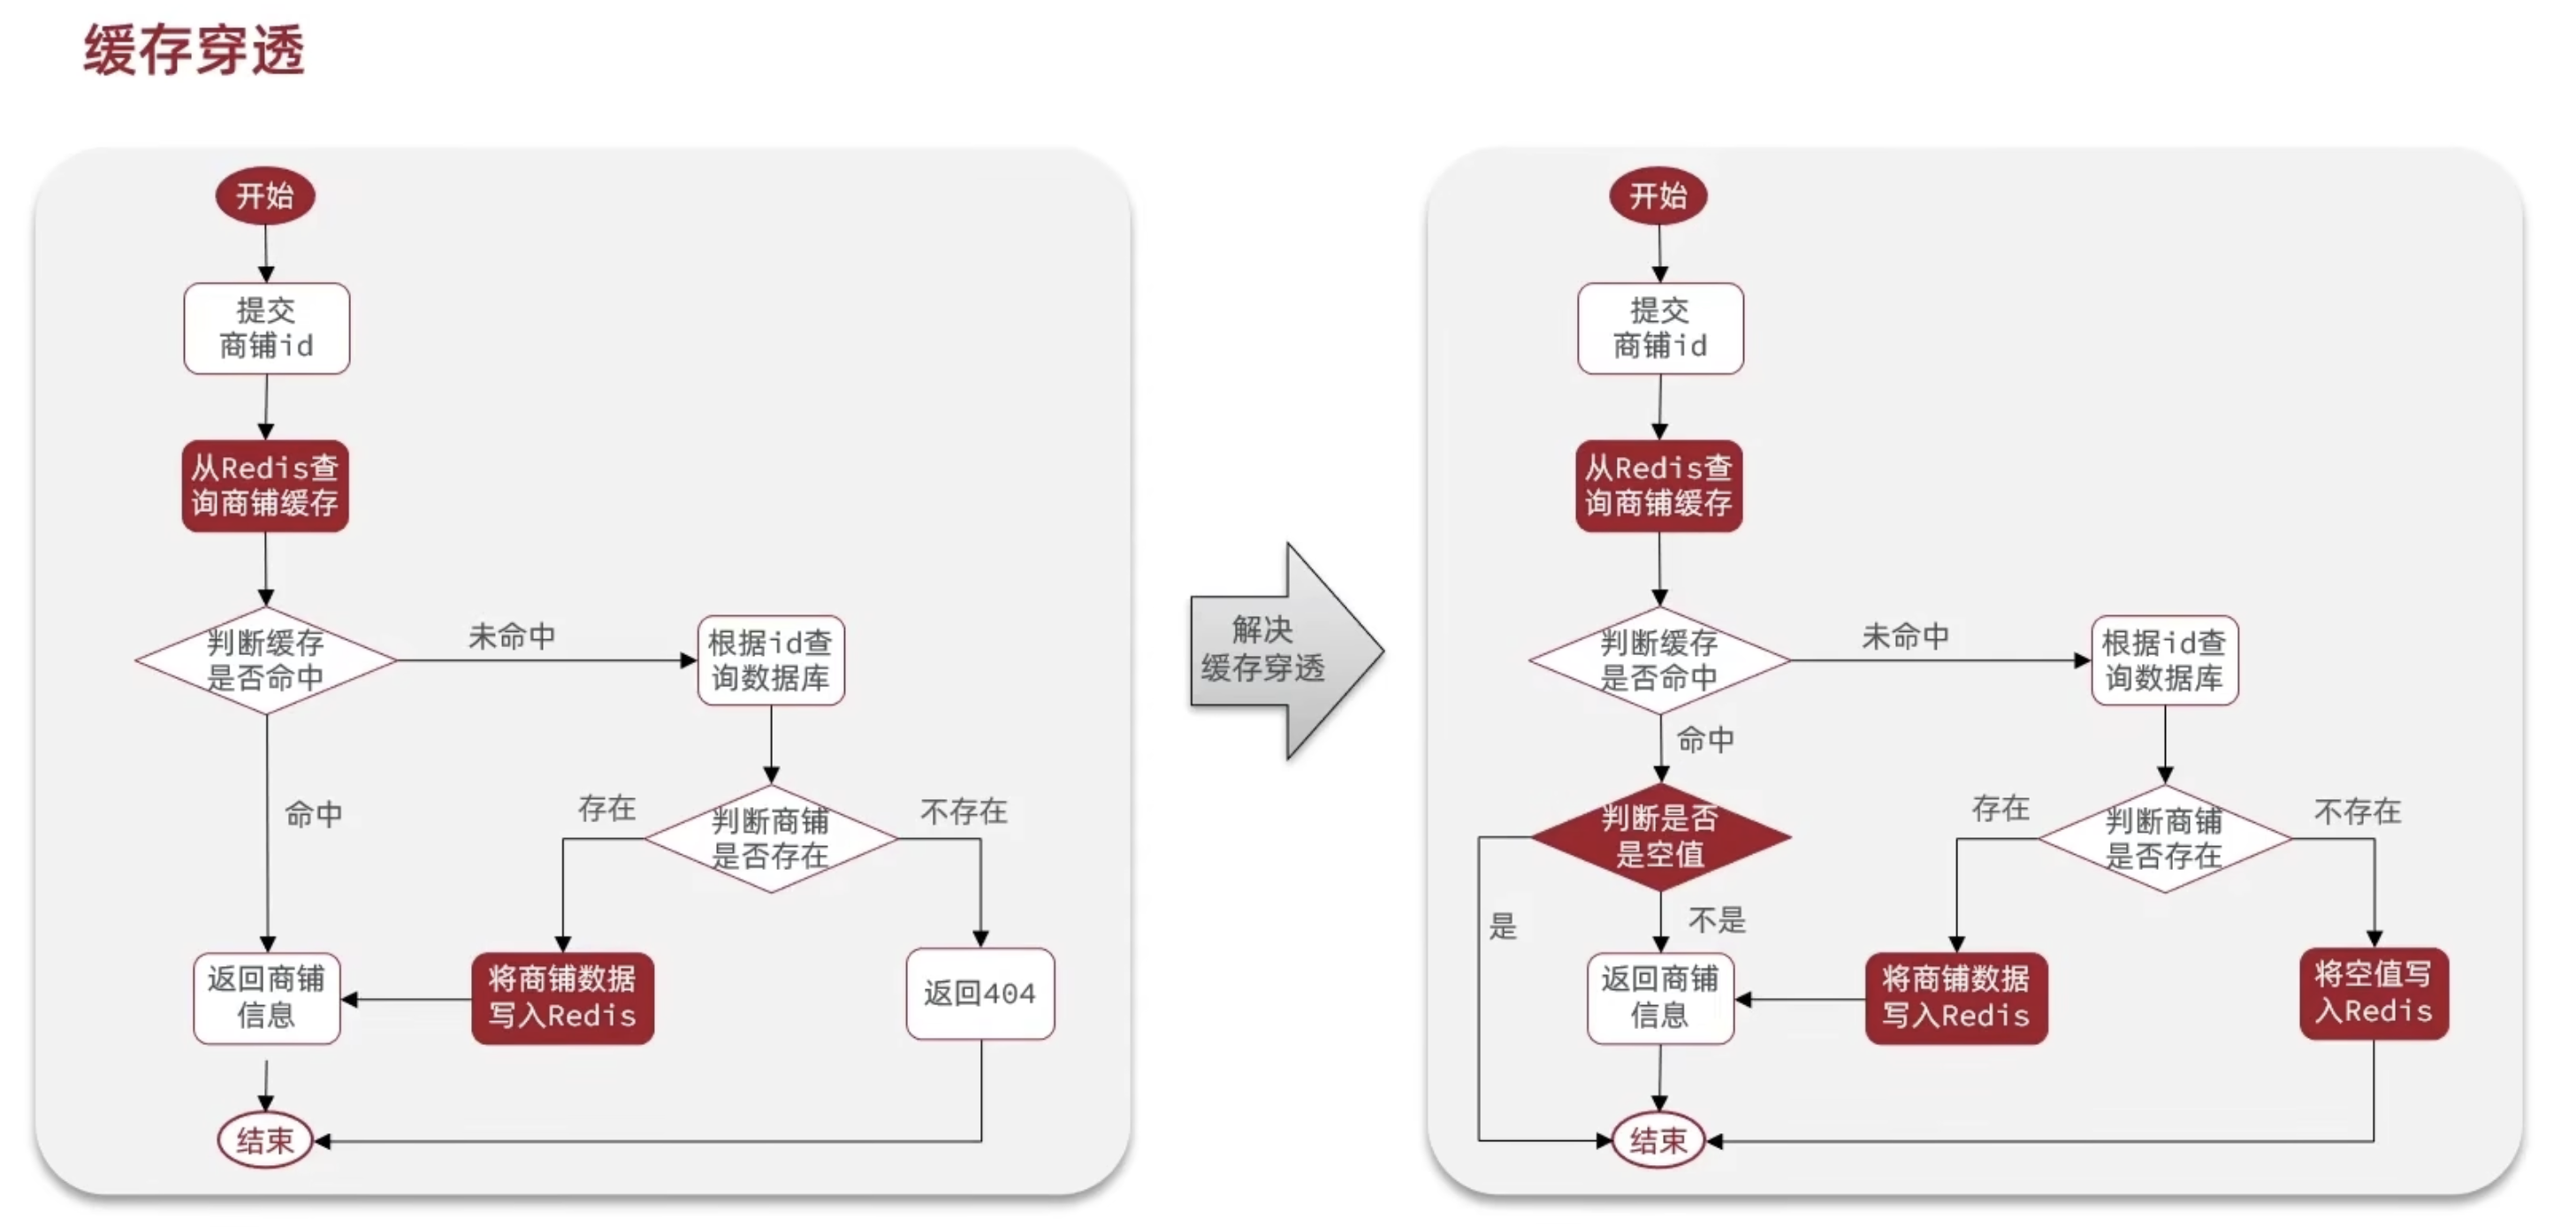 缓存穿透
开始
提交
商铺id
从Redis查
询商铺缓存
判断缓存
是否命中
未命中
根据id查
询数据库
命中
存在
判断商铺
是否存在
不存在
返回商铺
信息
将商铺数据
写入Redis
返回404
结束
解决
缓存穿透
开始
提交
商铺id
从Redis查
询商铺缓存
判断缓存
是否命中
未命中
根据id查
询数据库
命中
判断是否
是空值
存在
判断商铺
是否存在
不存在
是
不是
返回商铺
信息
将商铺数据
写入Redis
将空值写
入Redis
结束